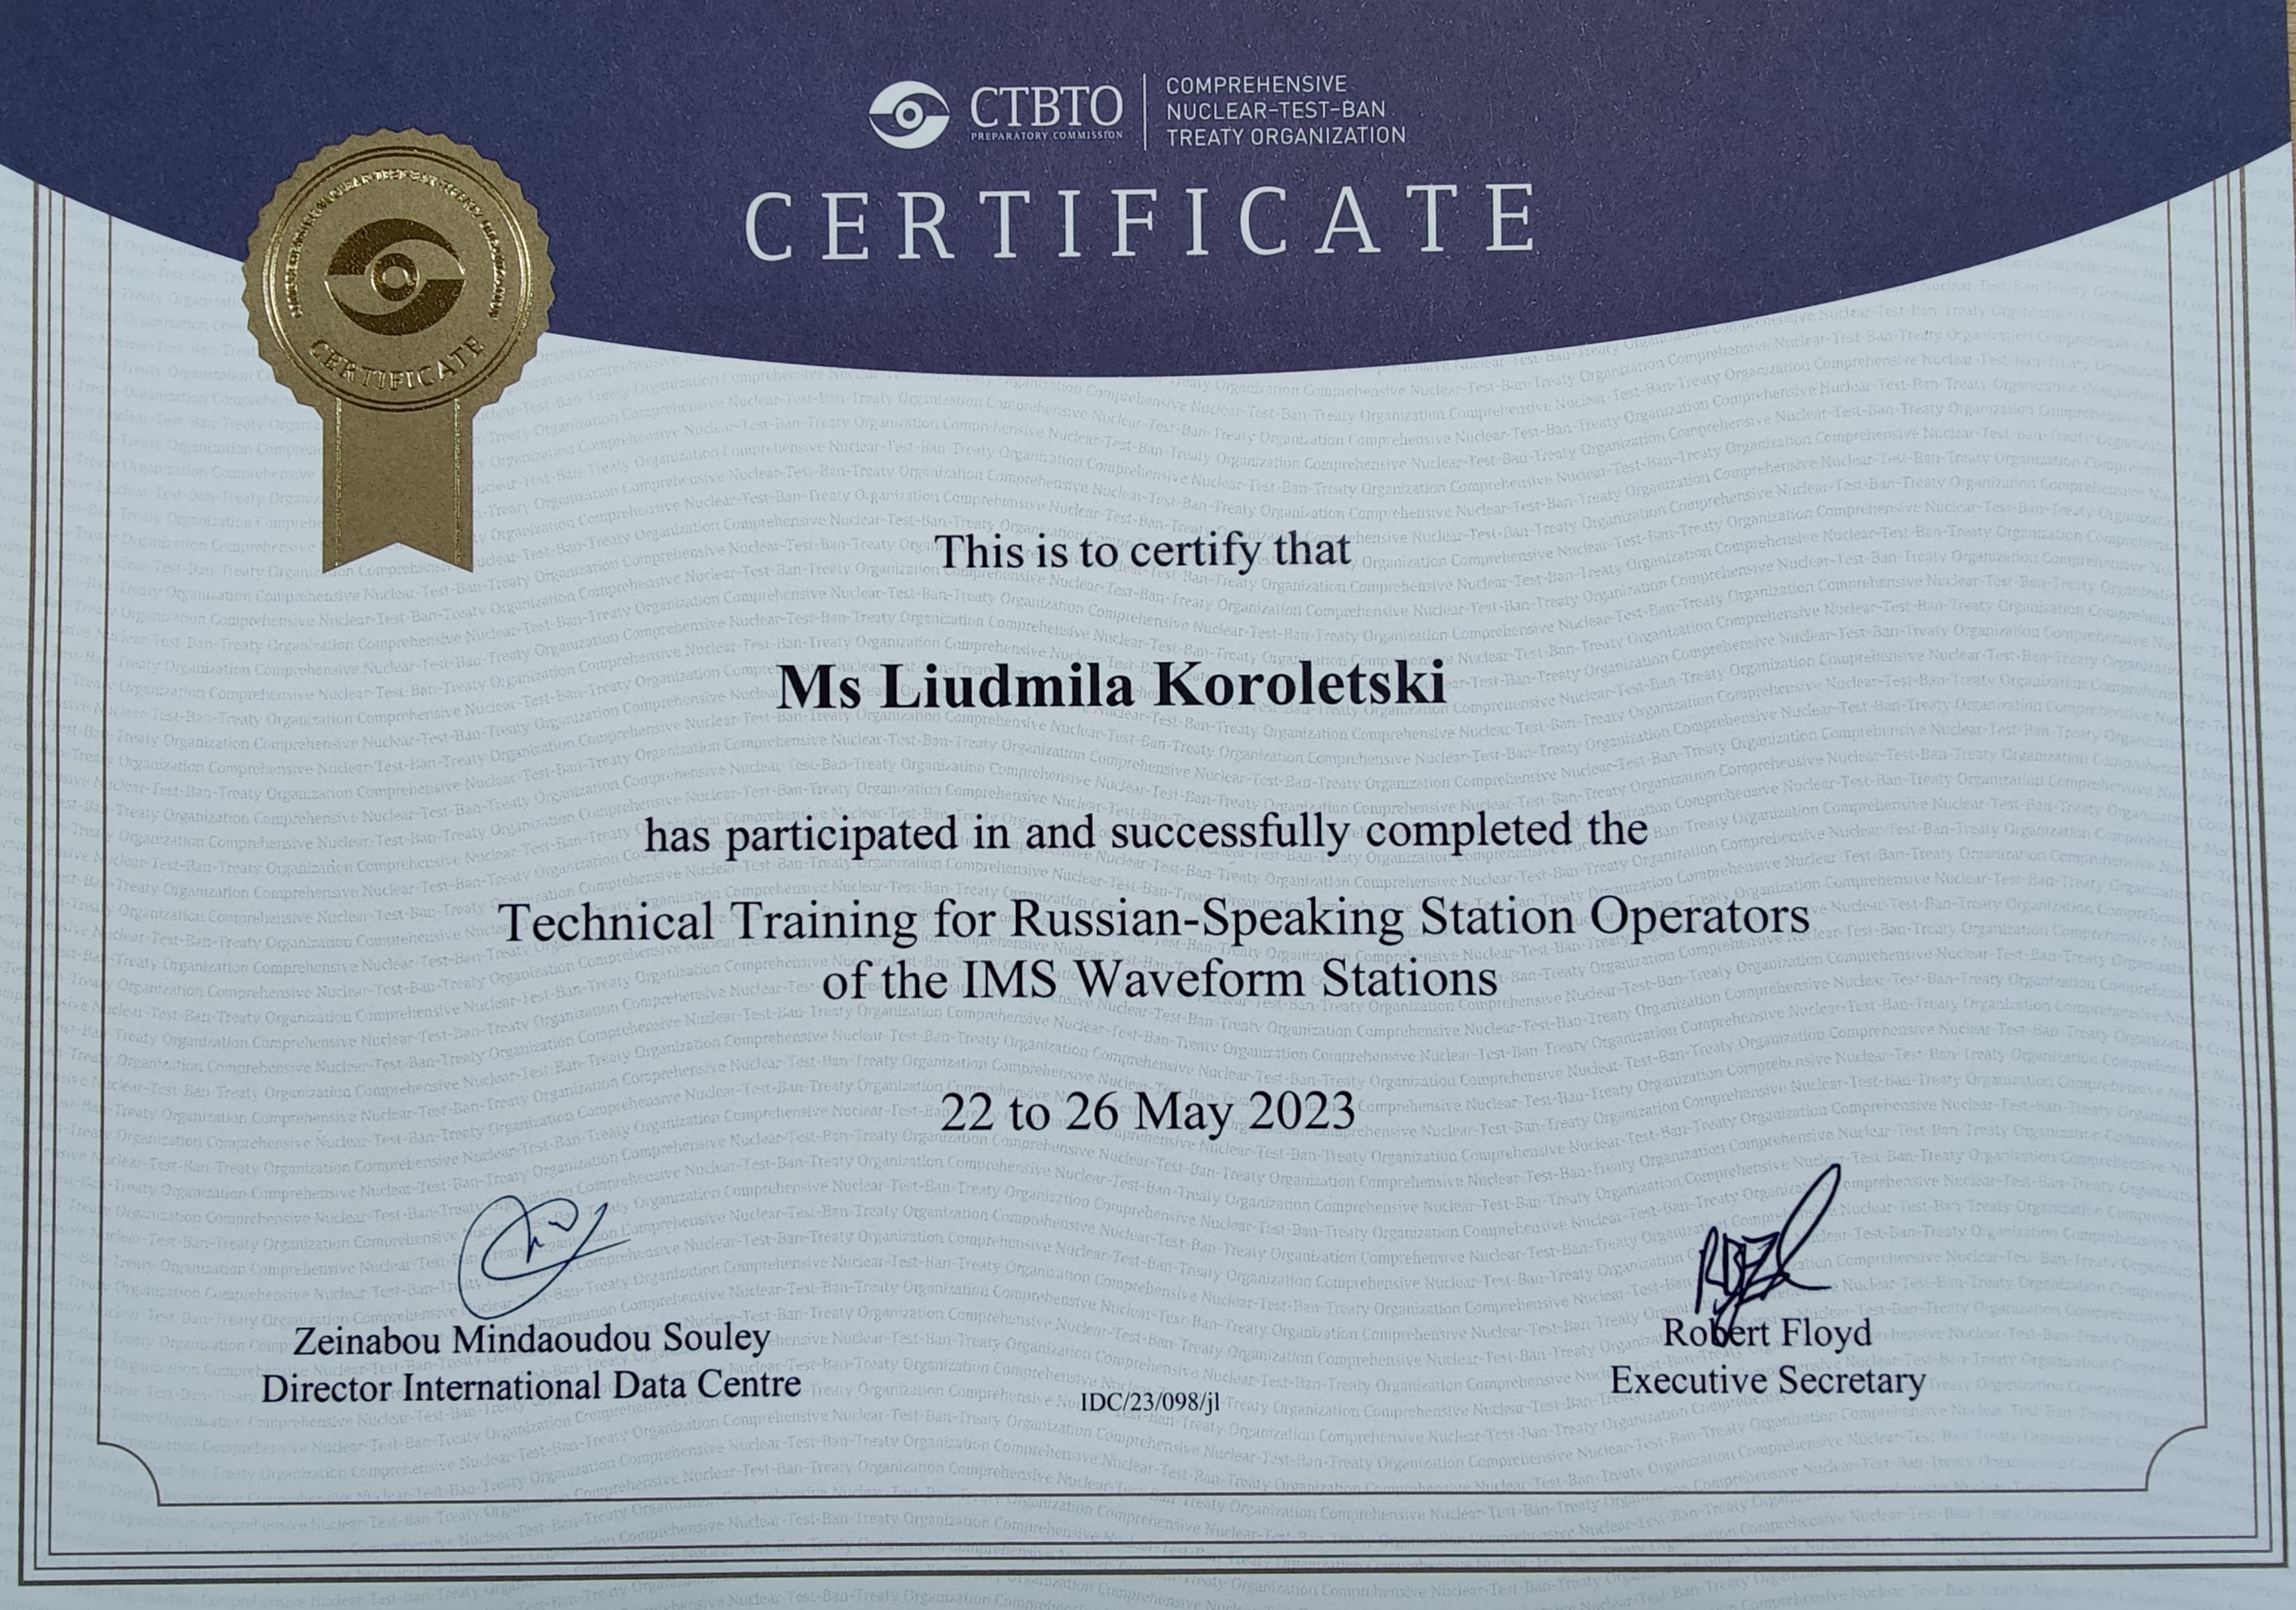 CTBTO
PREPARATORY COMMISSION
COMPREHENSIVE
NUCLEAR-TEST-BAN
TREATY ORGANIZATION
CERTIFICATE
CERTIFICATE
This is to certify that
Ms Liudmila Koroletski
has participated in and successfully completed the
Technical Training for Russian-Speaking Station Operators
of the IMS Waveform Stations
22 to 26 May 2023
Zeinabou Mindaoudou Souley
Director International Data Centre
IDC/23/098/jl
Robert Floyd
Executive Secretary